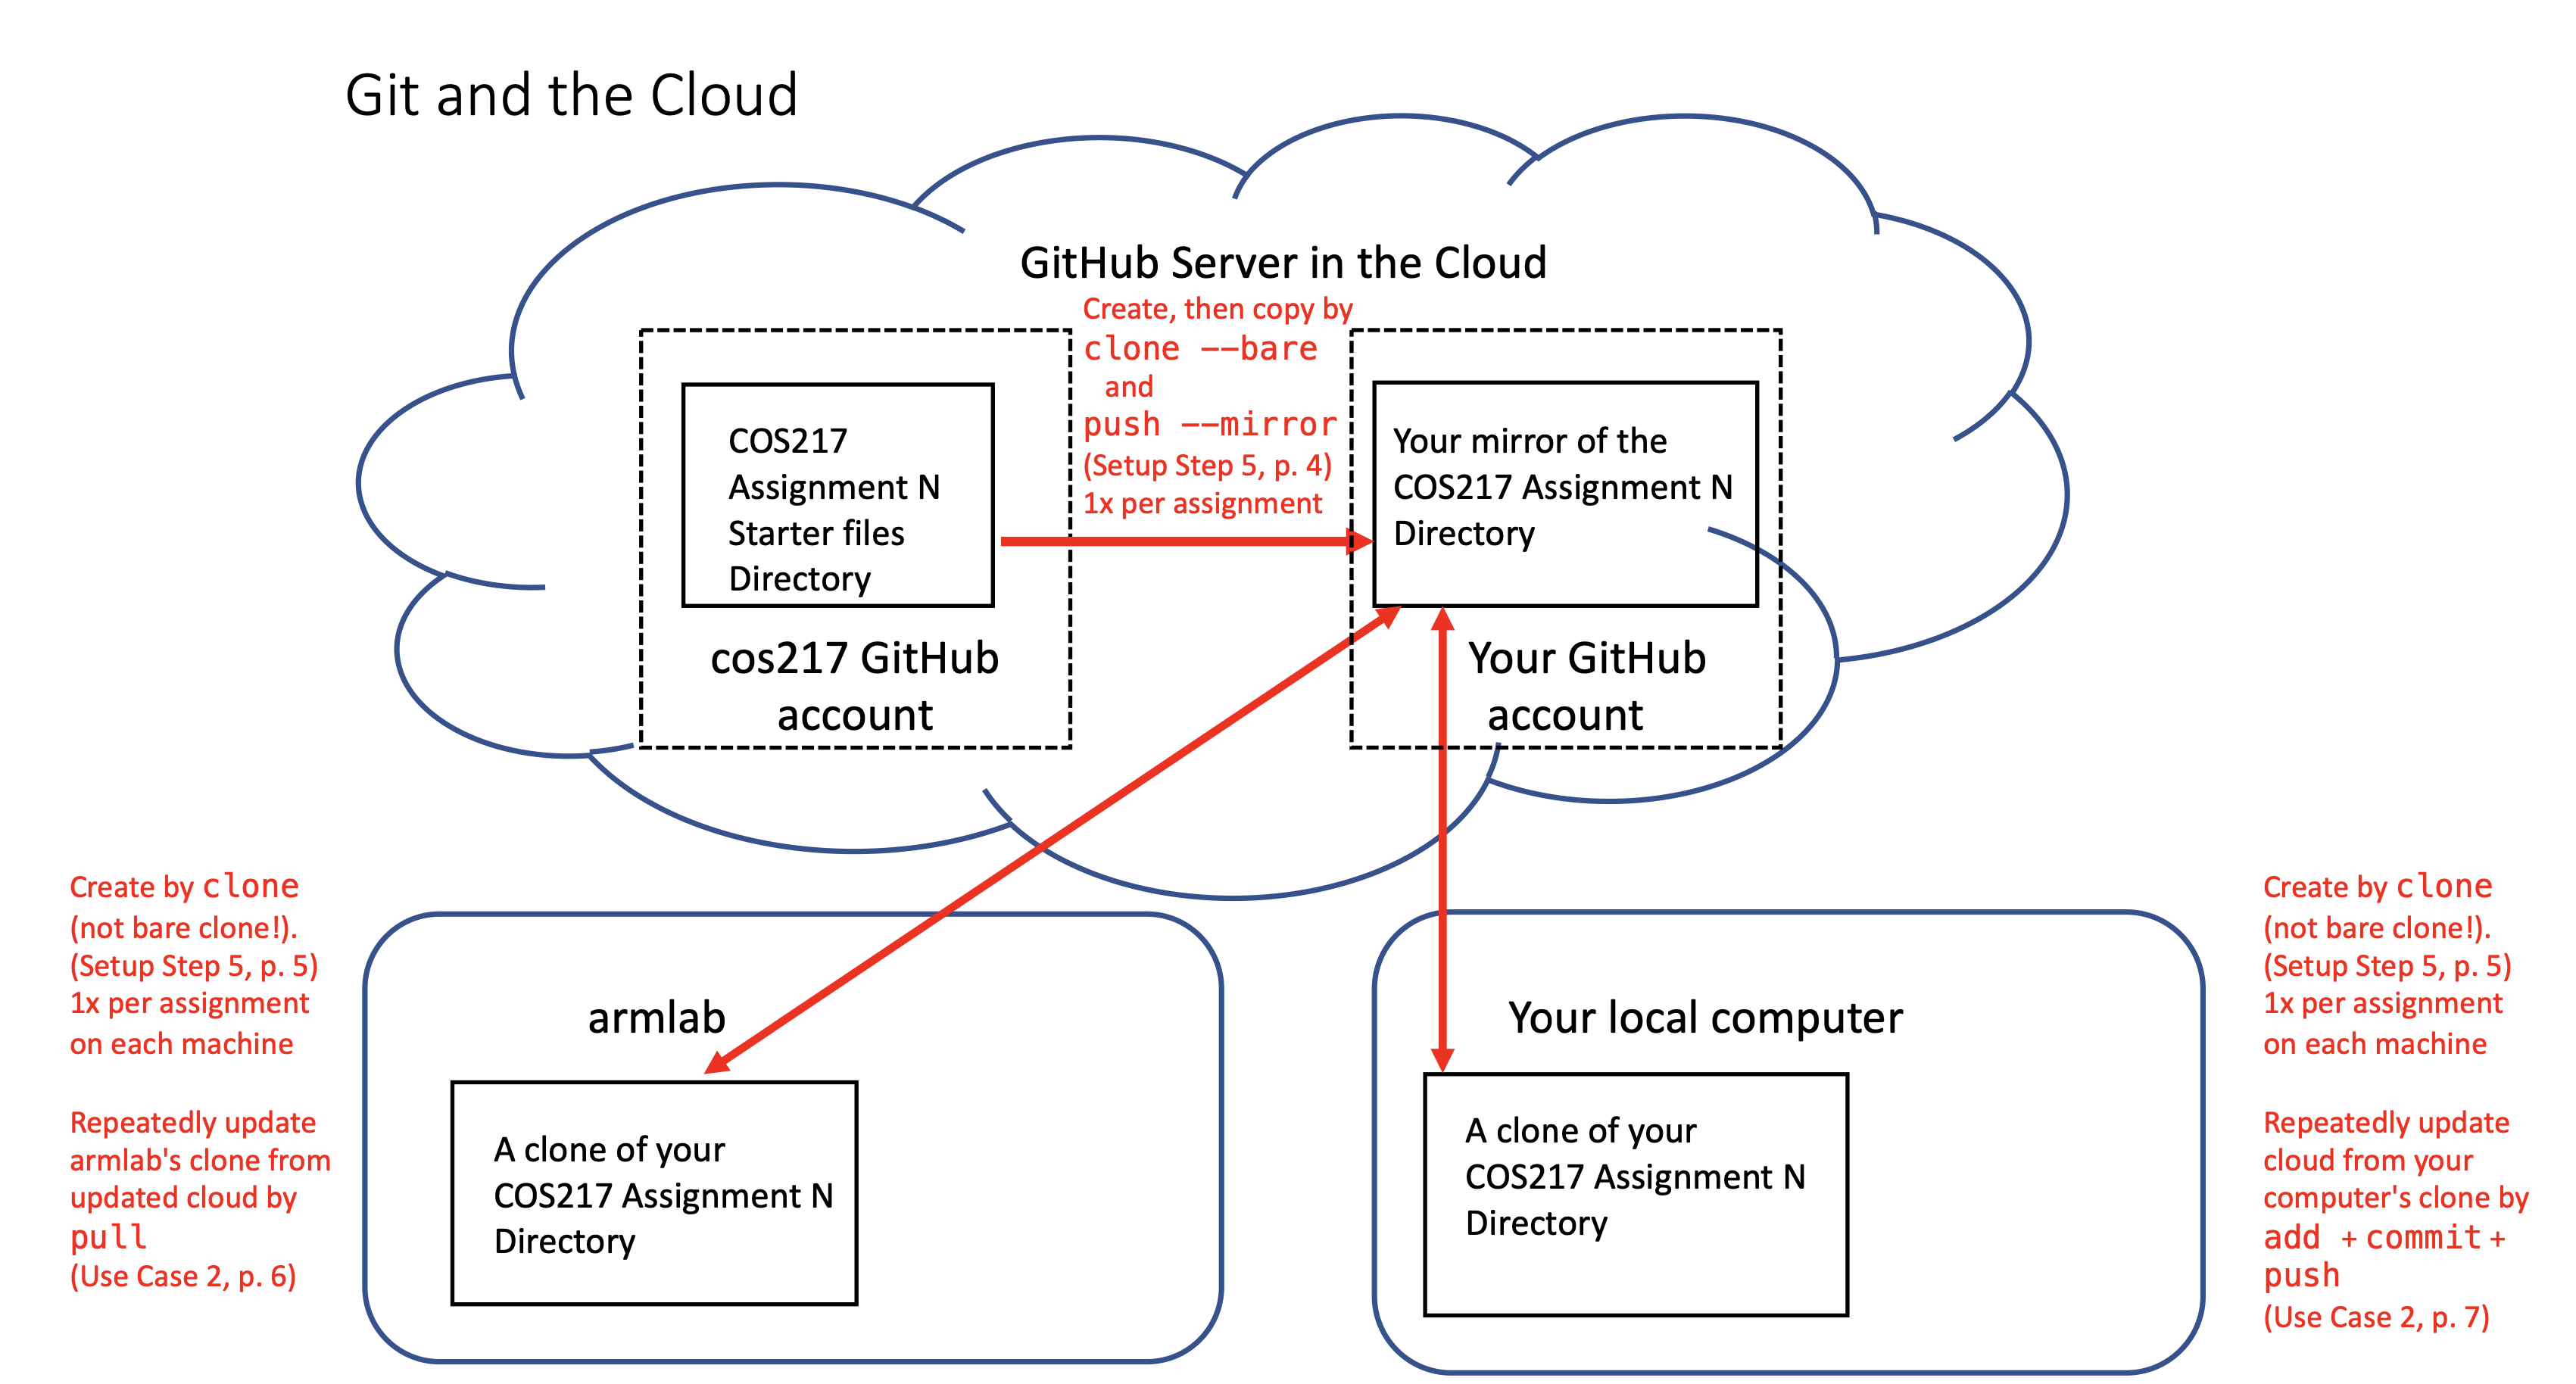 Git and the Cloud
GitHub Server in the Cloud
Create, then copy by
clone --bare
and
push --mirror
(Setup Step 5, p. 4)
1x per assignment
COS217
Assignment N
Starter files
Directory
cos217 GitHub
account
Your mirror of the
COS217 Assignment N
Directory
Your GitHub
account
Create by clone
(not bare clone!).
(Setup Step 5, p. 5)
1x per assignment
on each machine
Repeatedly update
armlab's clone from
updated cloud by
pull
(Use Case 2, p. 6)
armlab
A clone of your
COS217 Assignment N
Directory
Your local computer
A clone of your
COS217 Assignment N
Directory
Create by clone
(not bare clone!).
(Setup Step 5, p. 5)
1x per assignment
on each machine
Repeatedly update
cloud from your
computer's clone by
add + commit +
push
(Use Case 2, p. 7)